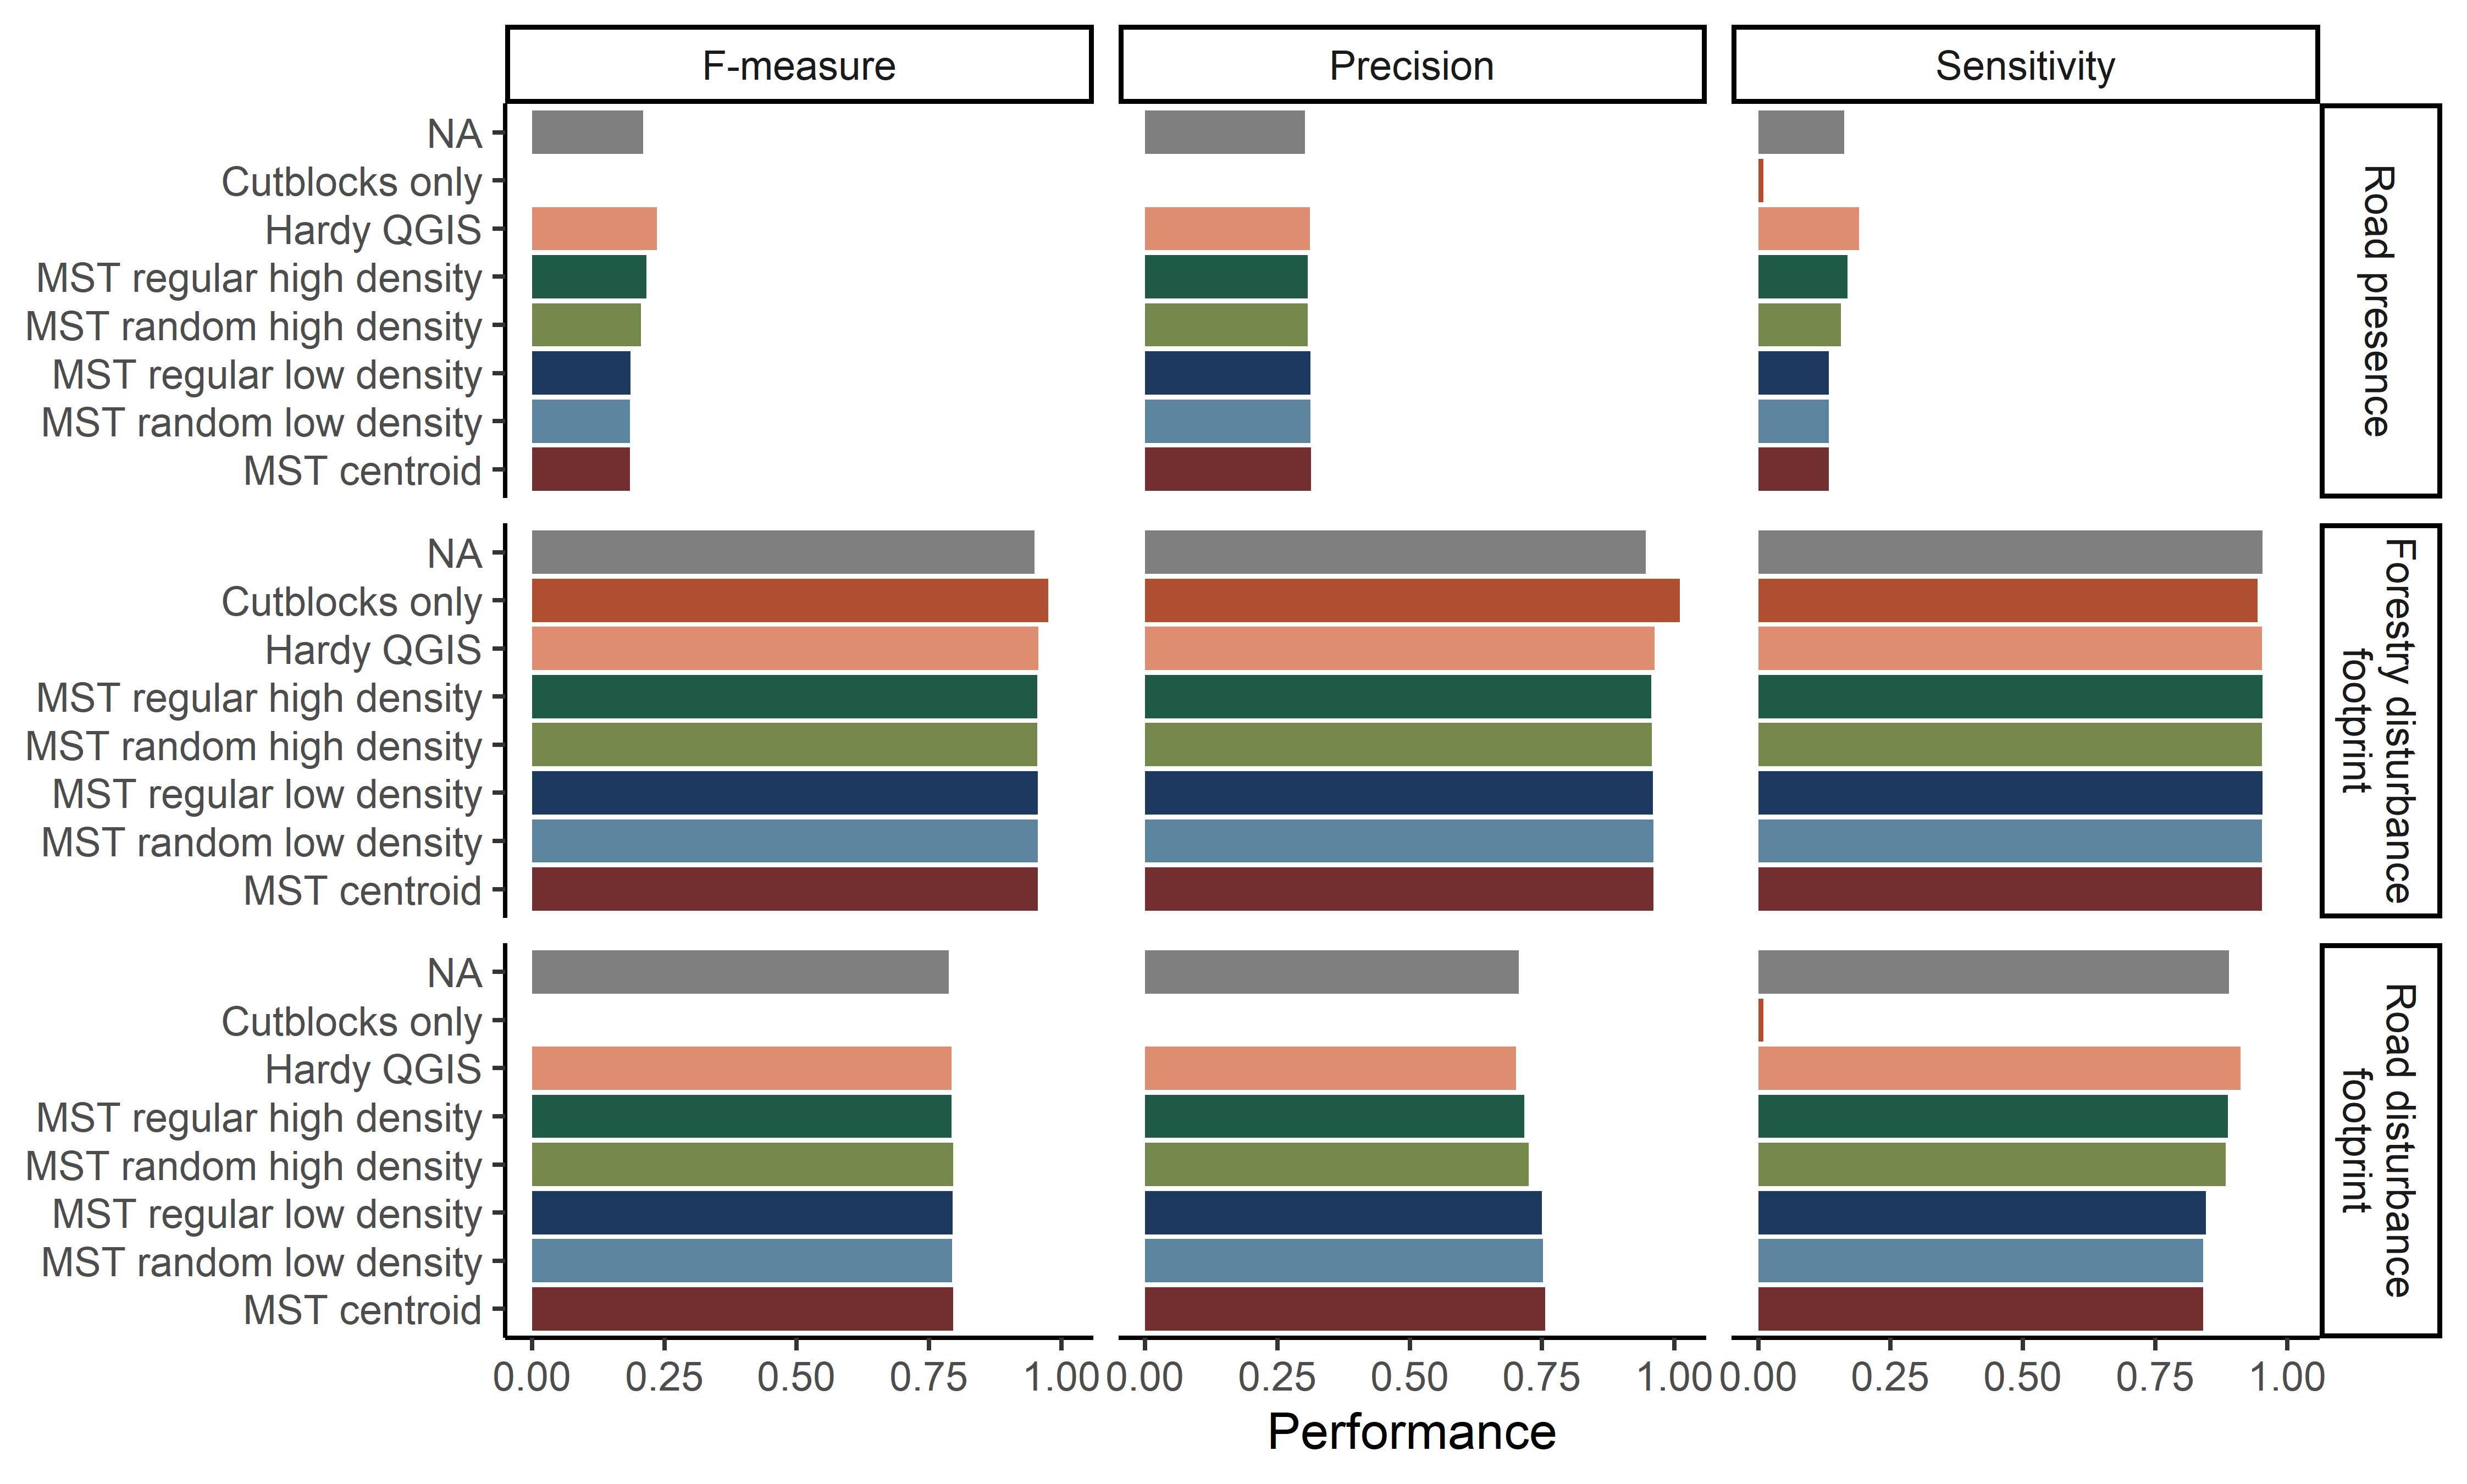 F-measure
Precision
Sensitivity
NA
Cutblocks only
Hardy QGIS
MST regular high density
MST random high density
MST regular low density
MST random low density
MST centroid
Road presence
NA
Cutblocks only
Hardy QGIS
MST regular high density
MST random high density
MST regular low density
MST random low density
MST centroid
Forestry disturbance
footprint
NA
Cutblocks only
Hardy QGIS
MST regular high density
MST random high density
MST regular low density
MST random low density
MST centroid
Road disturbance
footprint
0.00 0.25 0.50 0.75 1.00
0.00 0.25 0.50 0.75 1.00
0.00 0.25 0.50 0.75 1.00
Performance